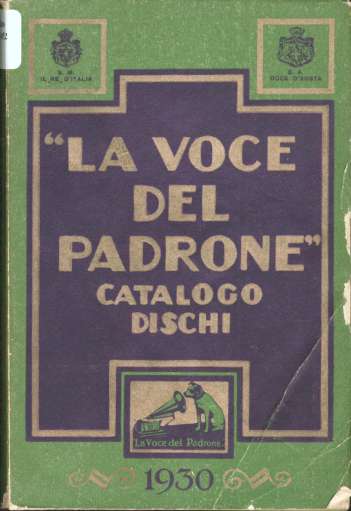 S. M.
IL RE D'ITALIA
S. A.
DUCA D'AOSTA
"LA VOCE
DEL
PADRONE"
CATALOGO
DISCHI
La Voce del Padrone
1930